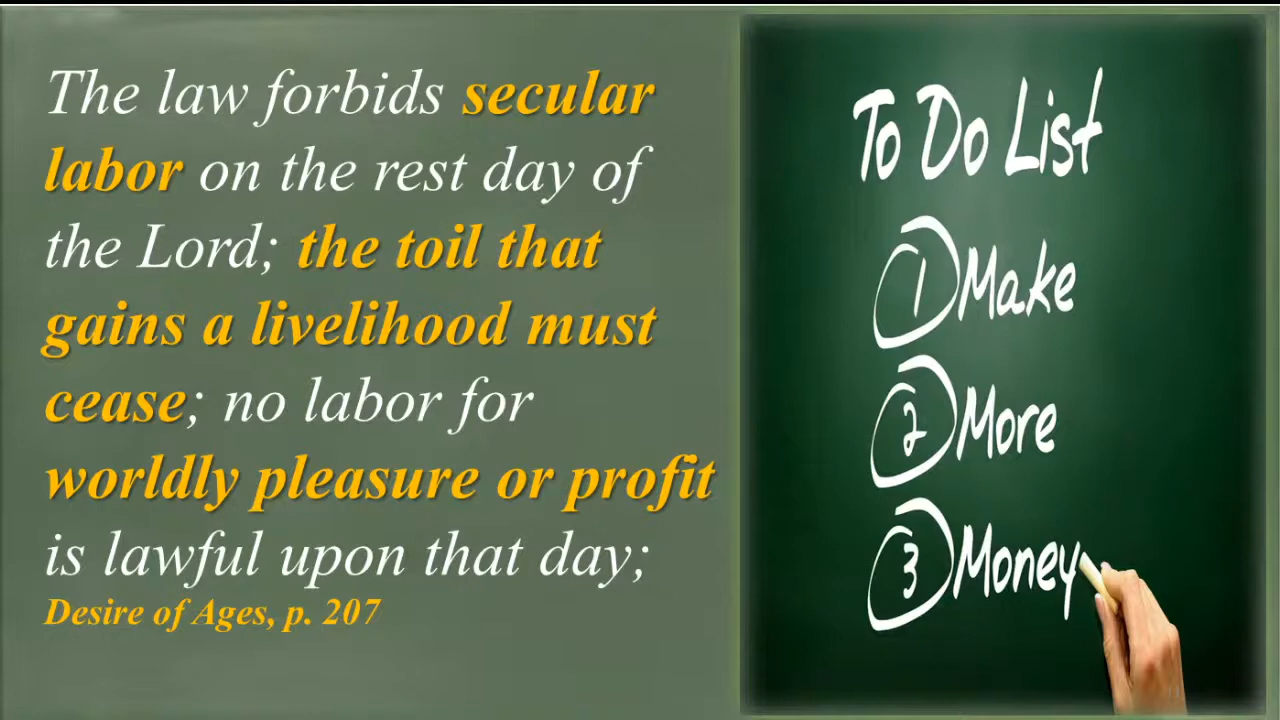 The law forbids secular
labor on the rest day of
the Lord; the toil that
gains a livelihood must
cease; no labor for
worldly pleasure or profit
is lawful upon that day;
Desire of Ages, p. 207
To Do List
1 Make
2 More
3 Money